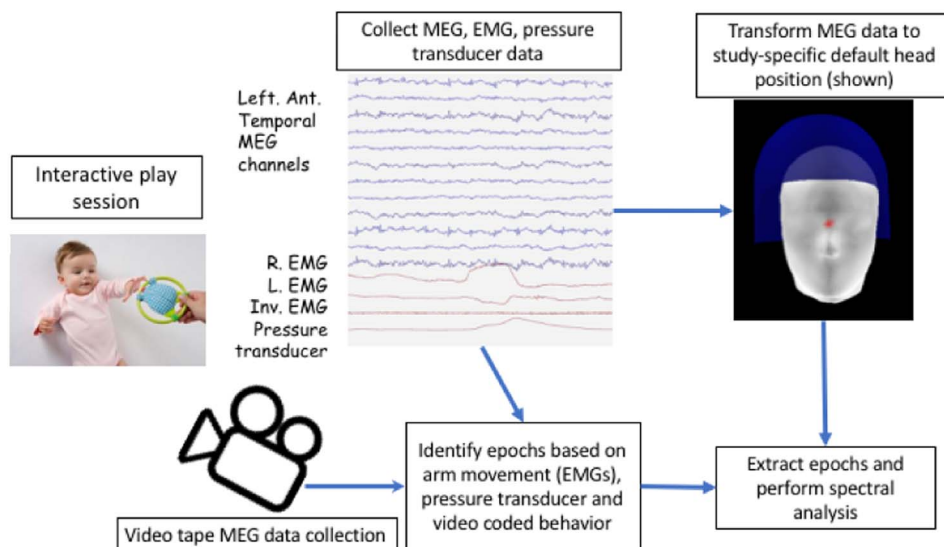 Collect MEG, EMG, pressure
transducer data
Transform MEG data to
study-specific default head
position (shown)
Left. Ant.
Temporal
MEG
channels
Interactive play
session
R. EMG
L. EMG
Inv. EMG
Pressure
transducer
Identify epochs based on
arm movement (EMGs),
pressure transducer and
video coded behavior
Extract epochs and
perform spectral
analysis
Video tape MEG data collection